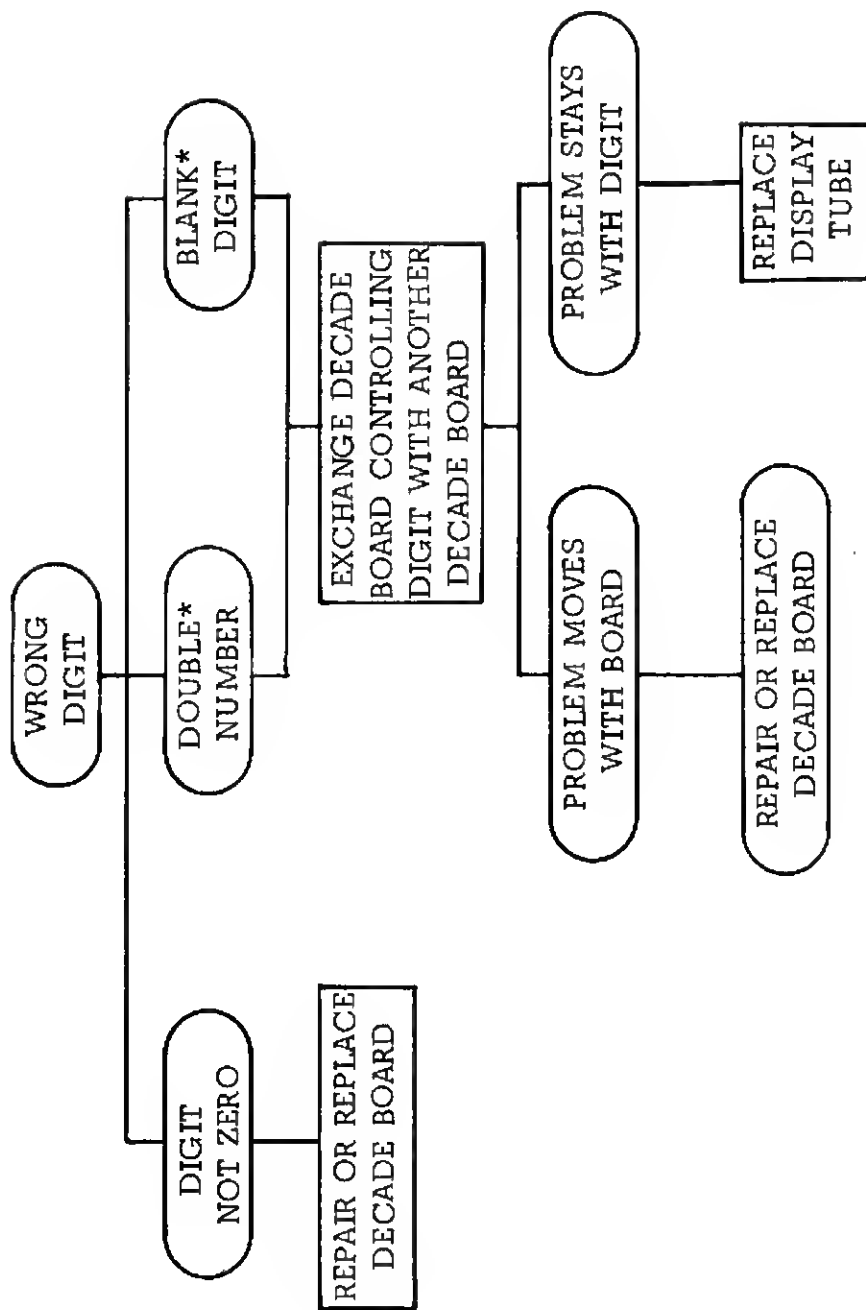 WRONG
DIGIT
DIGIT
NOT ZERO
DOUBLE*
NUMBER
BLANK*
DIGIT
REPAIR OR REPLACE
DECADE BOARD
EXCHANGE DECADE
BOARD CONTROLLING
DIGIT WITH ANOTHER
DECADE BOARD
PROBLEM MOVES
WITH BOARD
PROBLEM STAYS
WITH DIGIT
REPAIR OR REPLACE
DECADE BOARD
REPLACE
DISPLAY
TUBE